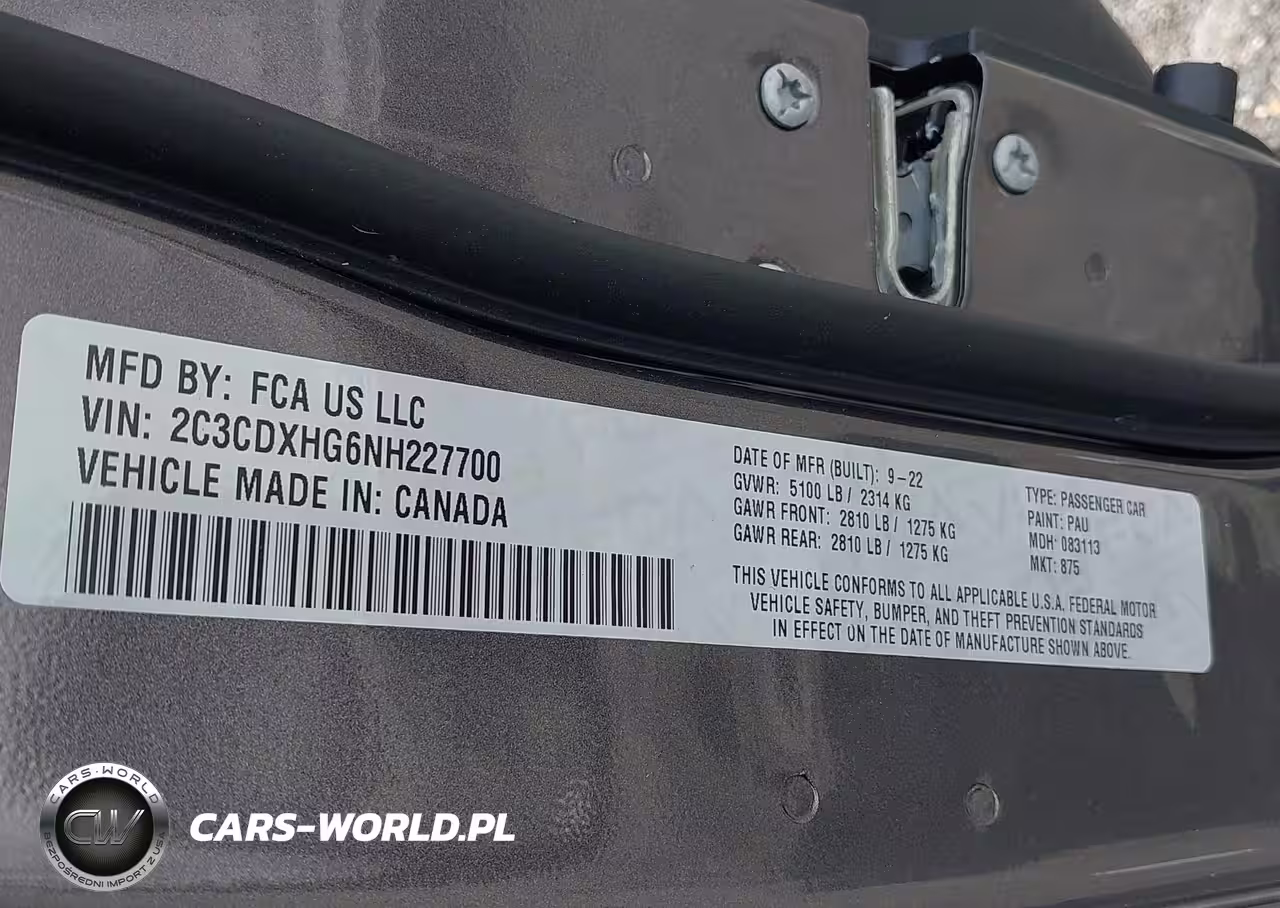 MFD BY: FCA US LLC
VIN: 2C3CDXHG6NH227700
VEHICLE MADE IN: CANADA
DATE OF MFR (BUILT): 9-22
GVWR: 5100 LB / 2314 KG
GAWR FRONT: 2810 LB / 1275 KG
GAWR REAR: 2810 LB / 1275 KG
TYPE: PASSENGER CAR
PAINT: PAU
MDH: 083113
MKT: 875
THIS VEHICLE CONFORMS TO ALL APPLICABLE U.S.A. FEDERAL MOTOR
VEHICLE SAFETY, BUMPER, AND THEFT PREVENTION STANDARDS
IN EFFECT ON THE DATE OF MANUFACTURE SHOWN ABOVE.
CARS-WORLD
CW
BEZPOŚREDNI IMPORT Z USA
CARS-WORLD.PL